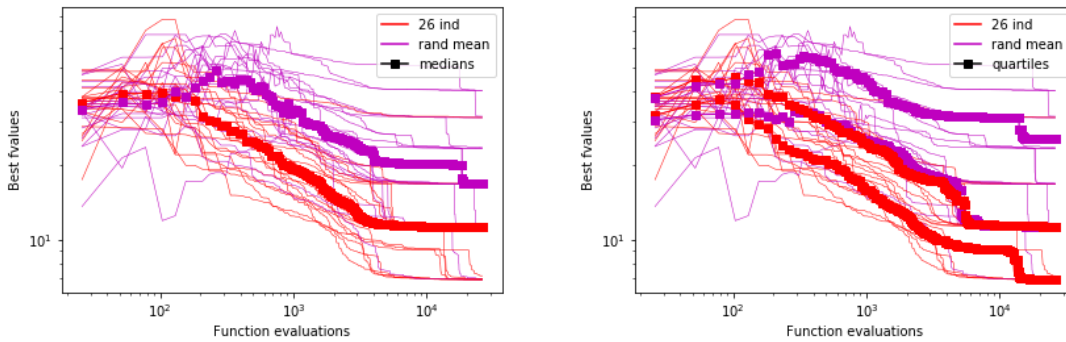 26 ind
rand mean
medians
Best fvalues
10¹
10² 10³ 10⁴
Function evaluations
26 ind
rand mean
quartiles
Best fvalues
10¹
10² 10³ 10⁴
Function evaluations